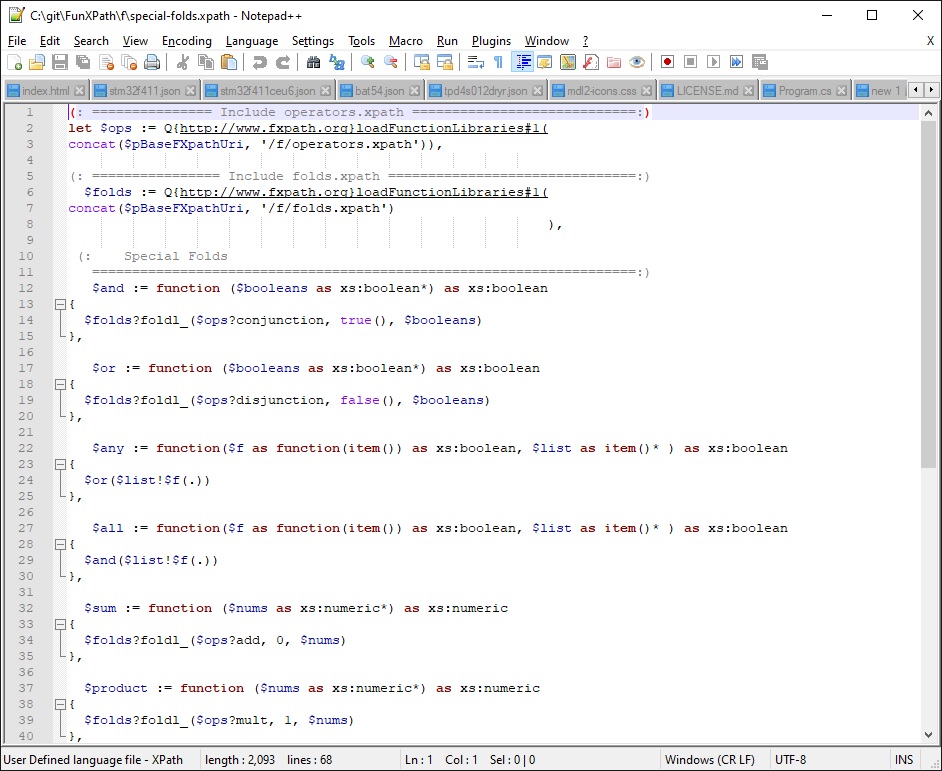 C:\git\FunXPath\f\special-folds.xpath - Notepad++
File Edit Search View Encoding Language Settings Tools Macro Run Plugins Window ? X
index.html stm32f411.json stm32f411ceu6.json bat54.json tpd4s012dryr.json mdl2-icons.css LICENSE.md Program.cs new 1
1 (: =============== Include operators.xpath ============================:)
2 let $ops := Q{http://www.fxpath.org}loadFunctionLibraries#1(
3 concat($pBaseFXpathUri, '/f/operators.xpath')),
4
5 (: ================ Include folds.xpath ===============================:)
6 $folds := Q{http://www.fxpath.org}loadFunctionLibraries#1(
7 concat($pBaseFXpathUri, '/f/folds.xpath')
8 ),
9
10 (: Special Folds
11 ====================================================================:)
12 $and := function ($booleans as xs:boolean*) as xs:boolean
13 {
14 $folds?foldl_($ops?conjunction, true(), $booleans)
15 },
16
17 $or := function ($booleans as xs:boolean*) as xs:boolean
18 {
19 $folds?foldl_($ops?disjunction, false(), $booleans)
20 },
21
22 $any := function($f as function(item()) as xs:boolean, $list as item()* ) as xs:boolean
23 {
24 $or($list!$f(.))
25 },
26
27 $all := function($f as function(item()) as xs:boolean, $list as item()* ) as xs:boolean
28 {
29 $and($list!$f(.))
30 },
31
32 $sum := function ($nums as xs:numeric*) as xs:numeric
33 {
34 $folds?foldl_($ops?add, 0, $nums)
35 },
36
37 $product := function ($nums as xs:numeric*) as xs:numeric
38 {
39 $folds?foldl_($ops?mult, 1, $nums)
40 },
User Defined language file - XPath length : 2,093 lines : 68 Ln : 1 Col : 1 Sel : 0 | 0 Windows (CR LF) UTF-8 INS